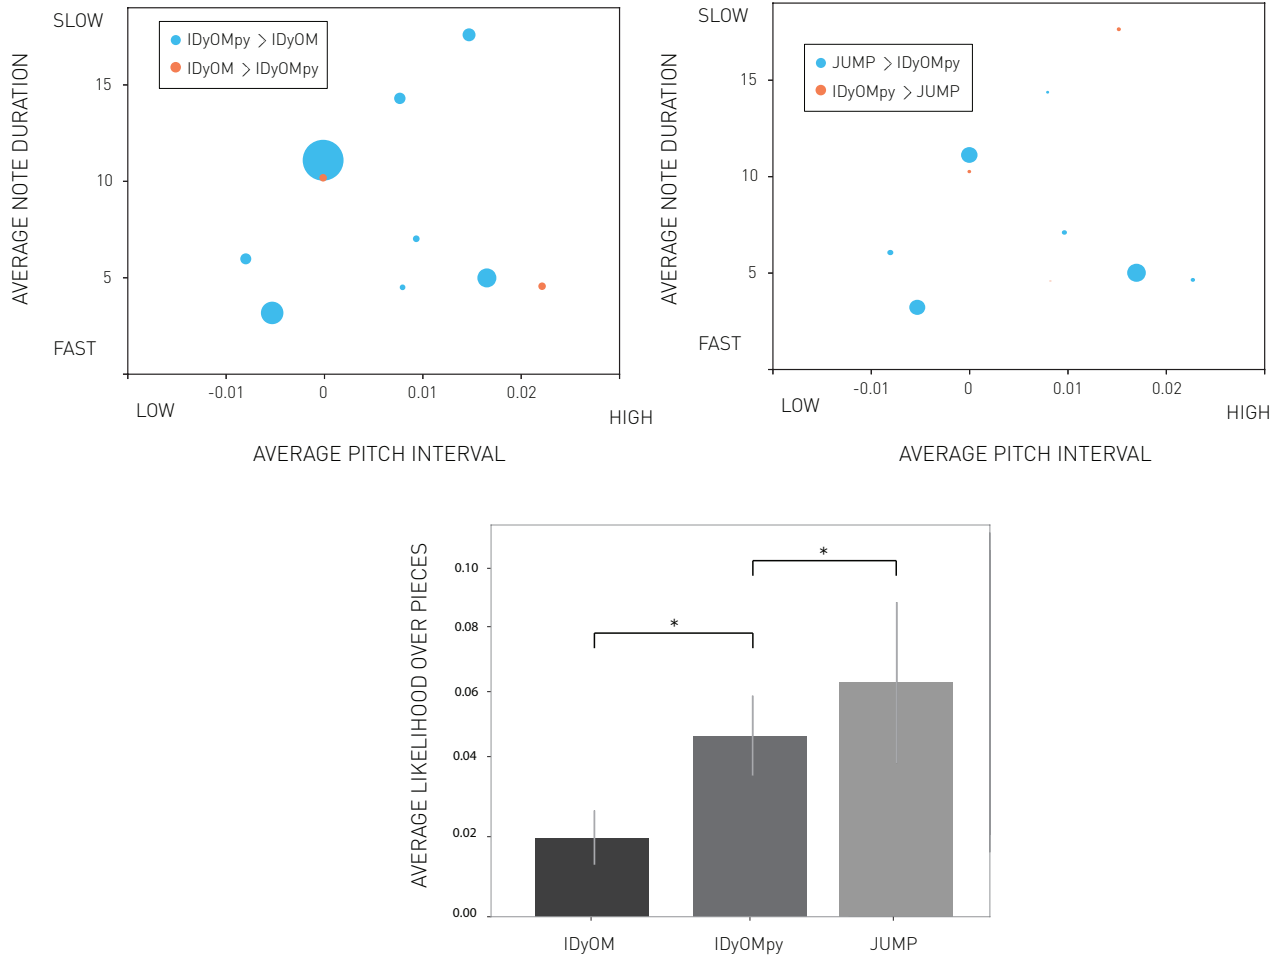 SLOW
IDyOMpy > IDyOM
IDyOM > IDyOMpy
15
10
5
FAST
AVERAGE NOTE DURATION
-0.01
0
0.01
0.02
LOW
HIGH
AVERAGE PITCH INTERVAL
SLOW
JUMP > IDyOMpy
IDyOMpy > JUMP
15
10
5
FAST
AVERAGE NOTE DURATION
-0.01
0
0.01
0.02
LOW
HIGH
AVERAGE PITCH INTERVAL
*
*
0.10
0.08
0.06
0.04
0.02
0.00
AVERAGE LIKELIHOOD OVER PIECES
IDyOM
IDyOMpy
JUMP